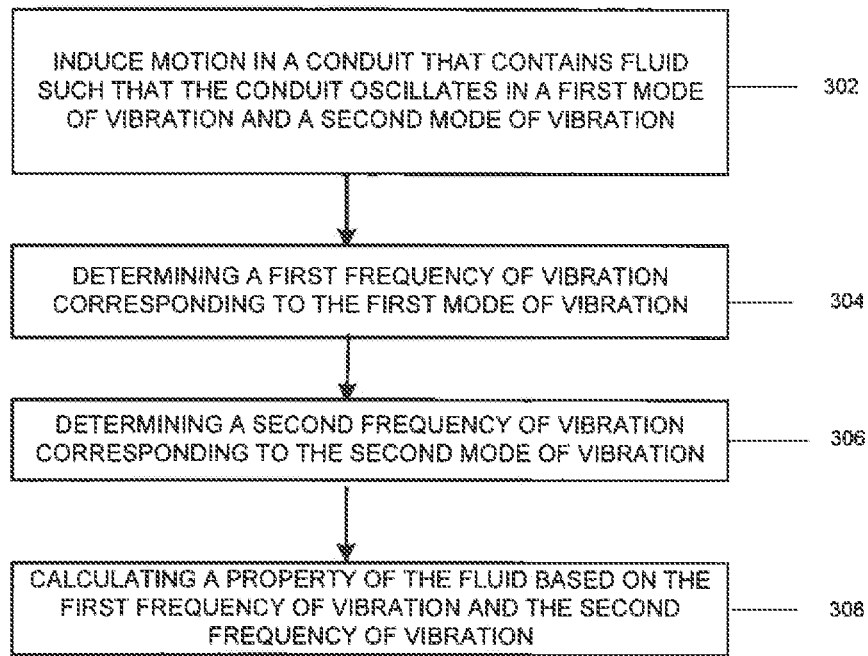 INDUCE MOTION IN A CONDUIT THAT CONTAINS FLUID
SUCH THAT THE CONDUIT OSCILLATES IN A FIRST MODE
OF VIBRATION AND A SECOND MODE OF VIBRATION
302
DETERMINING A FIRST FREQUENCY OF VIBRATION
CORRESPONDING TO THE FIRST MODE OF VIBRATION
304
DETERMINING A SECOND FREQUENCY OF VIBRATION
CORRESPONDING TO THE SECOND MODE OF VIBRATION
306
CALCULATING A PROPERTY OF THE FLUID BASED ON THE
FIRST FREQUENCY OF VIBRATION AND THE SECOND
FREQUENCY OF VIBRATION
308